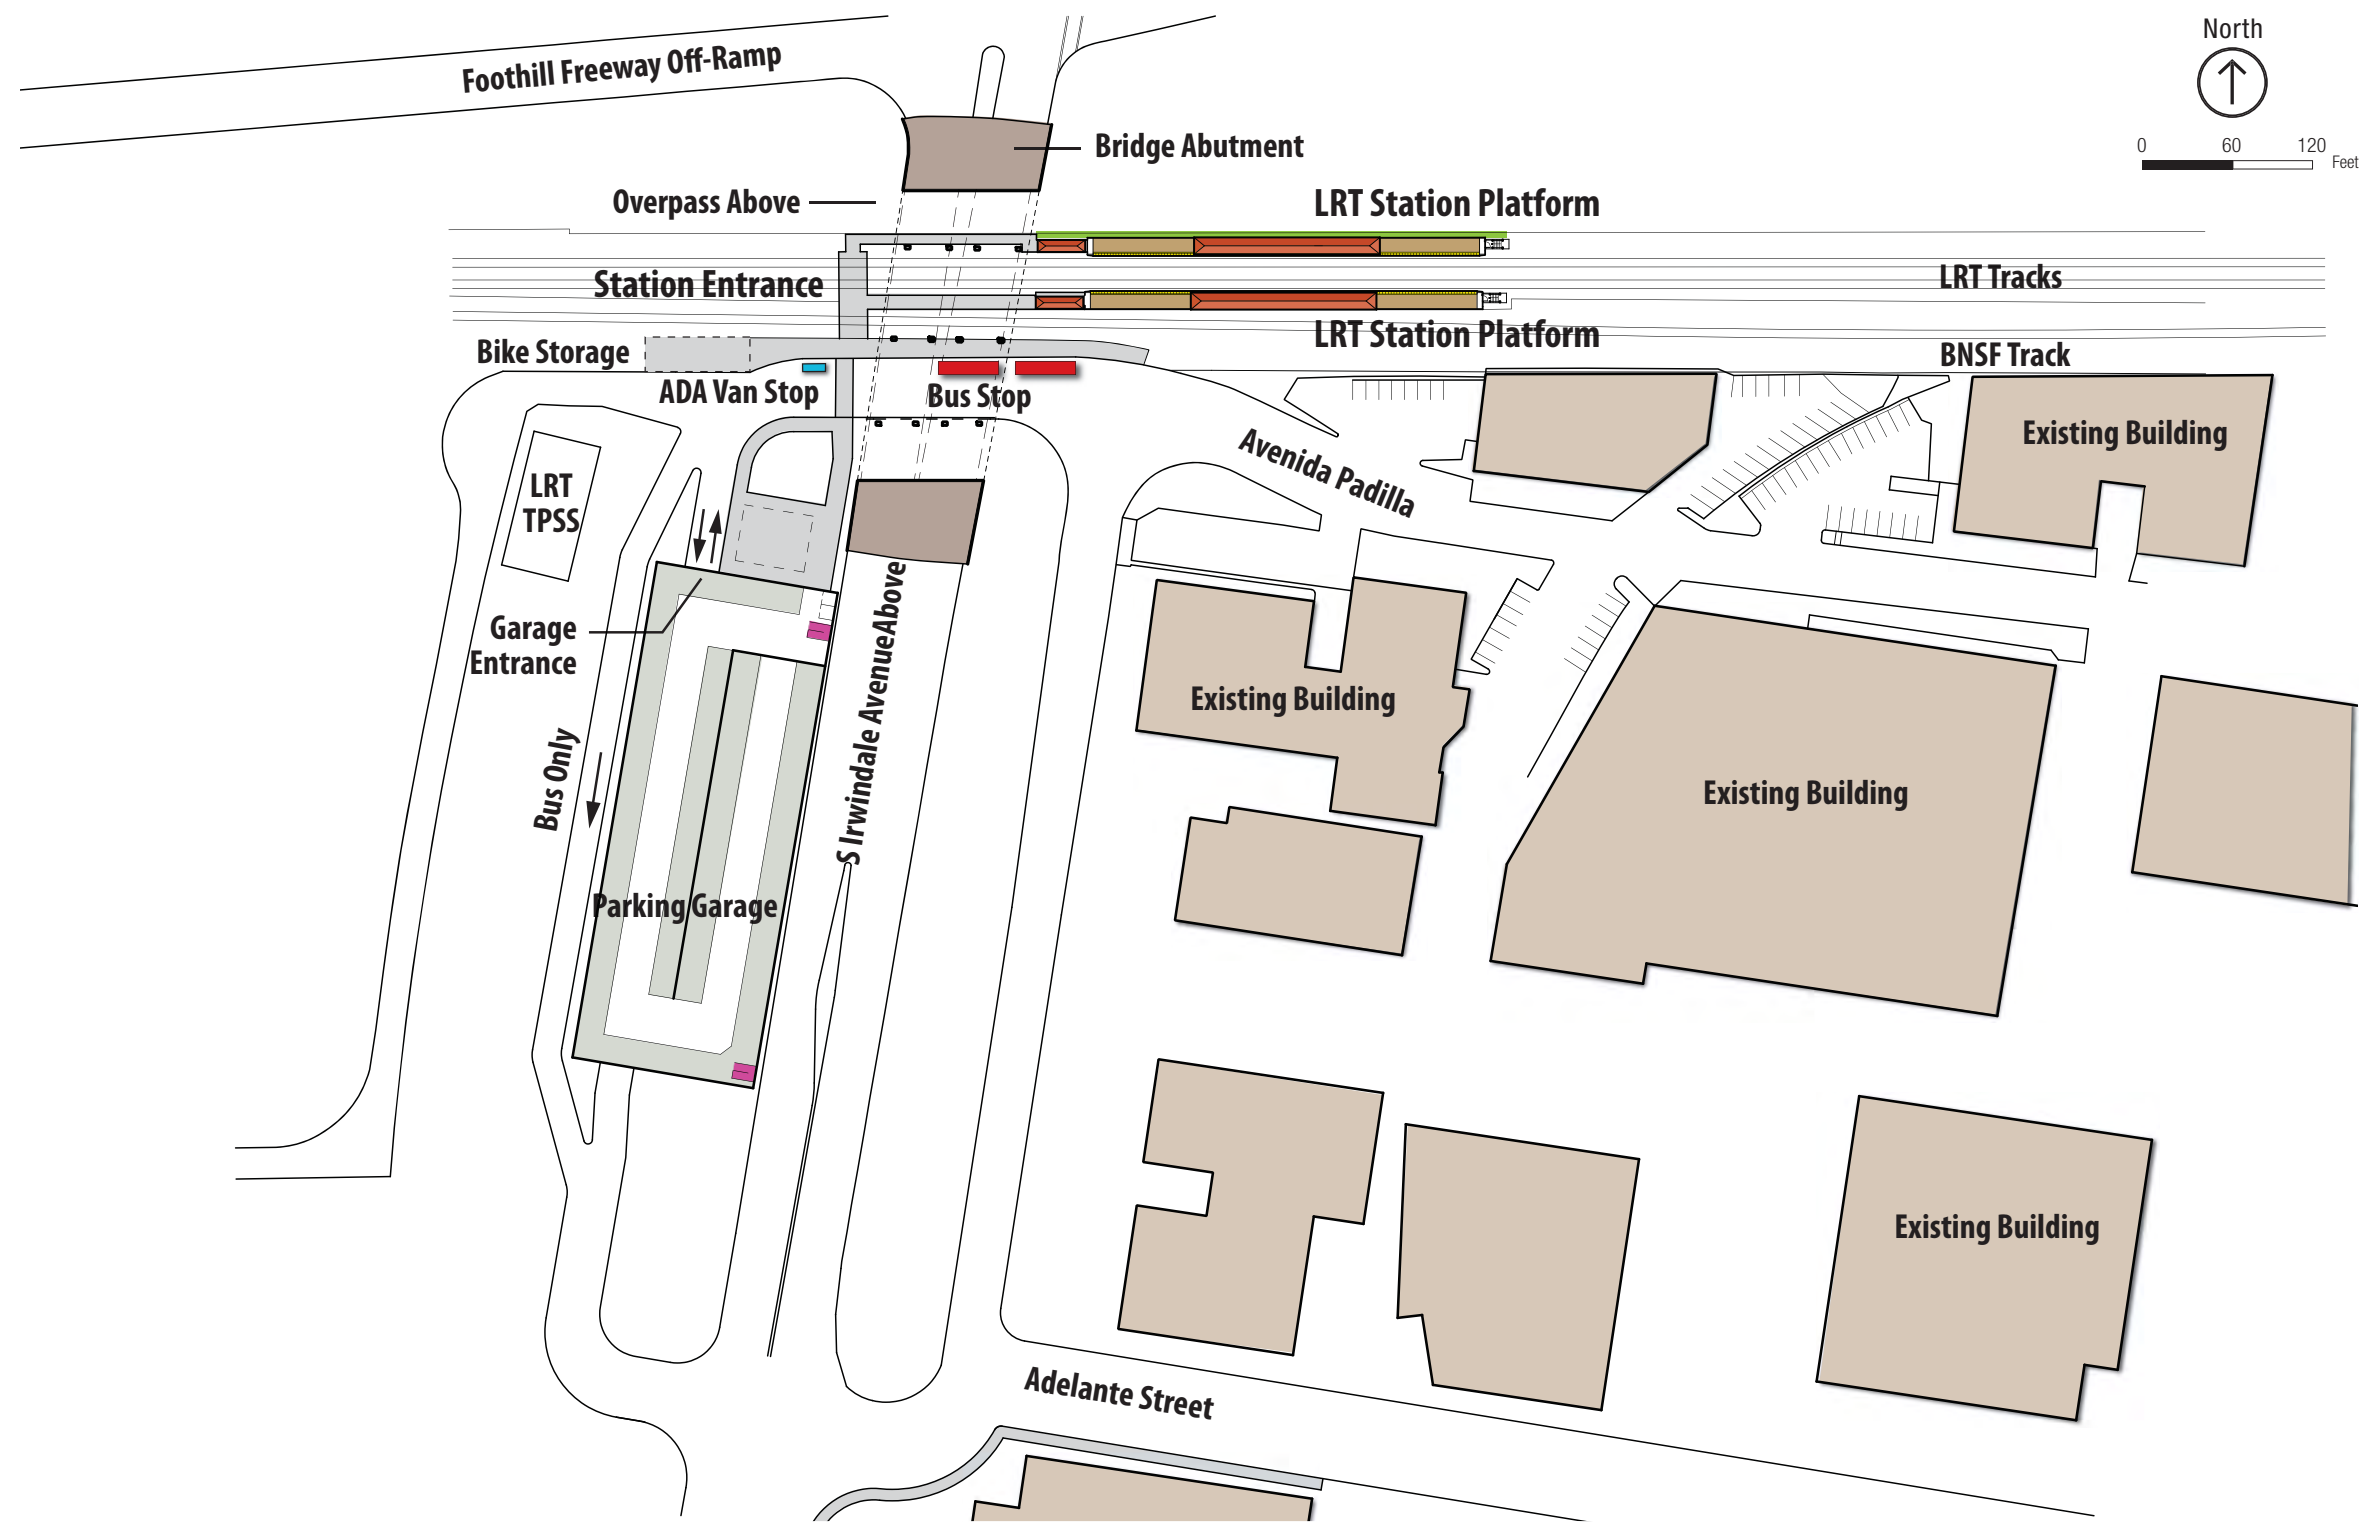 North
0 60 120
Feet
Foothill Freeway Off-Ramp
Bridge Abutment
Overpass Above
LRT Station Platform
Station Entrance
LRT Tracks
LRT Station Platform
Bike Storage
BNSF Track
ADA Van Stop
Bus Stop
Existing Building
Avenida Padilla
LRT
TPSS
Garage
Entrance
S Irwindale AvenueAbove
Existing Building
Bus Only
Existing Building
Parking Garage
Existing Building
Adelante Street